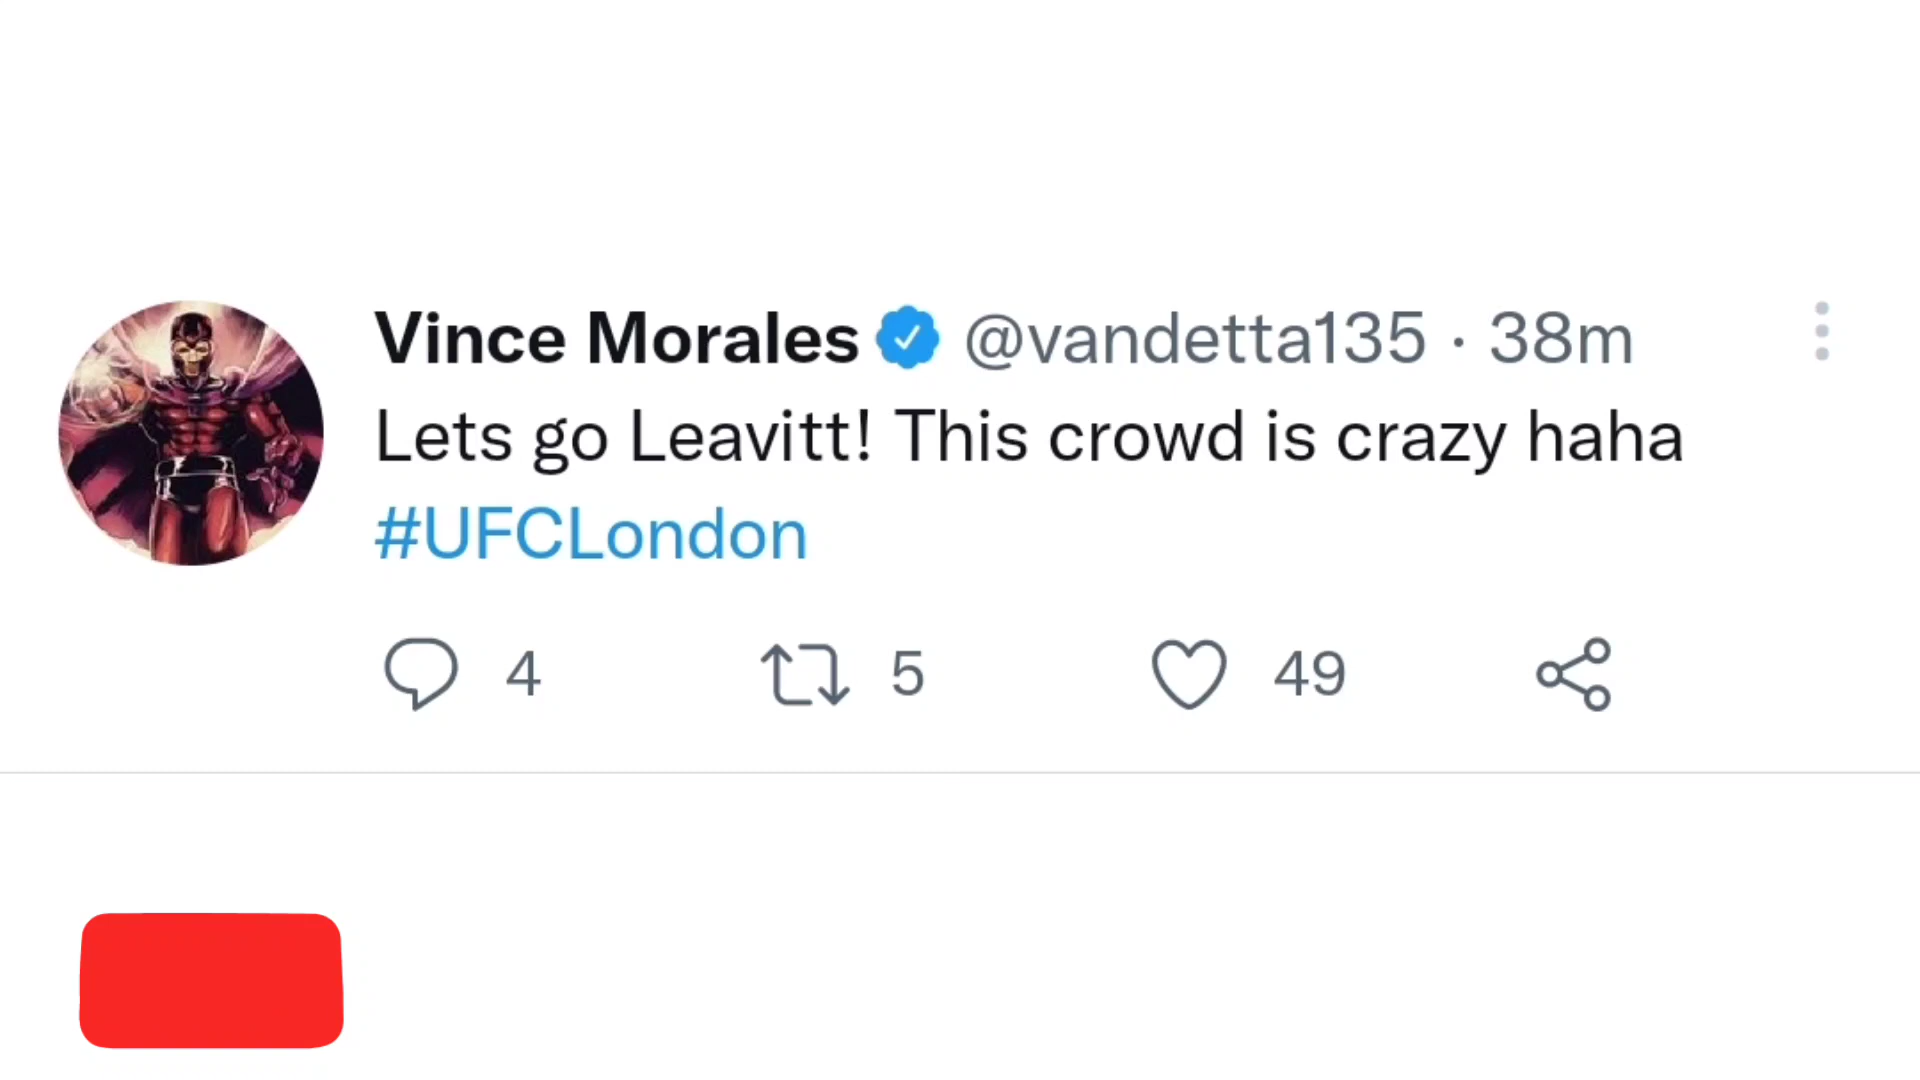 Vince Morales @vandetta135 · 38m
Lets go Leavitt! This crowd is crazy haha
#UFCLondon
4 5 49